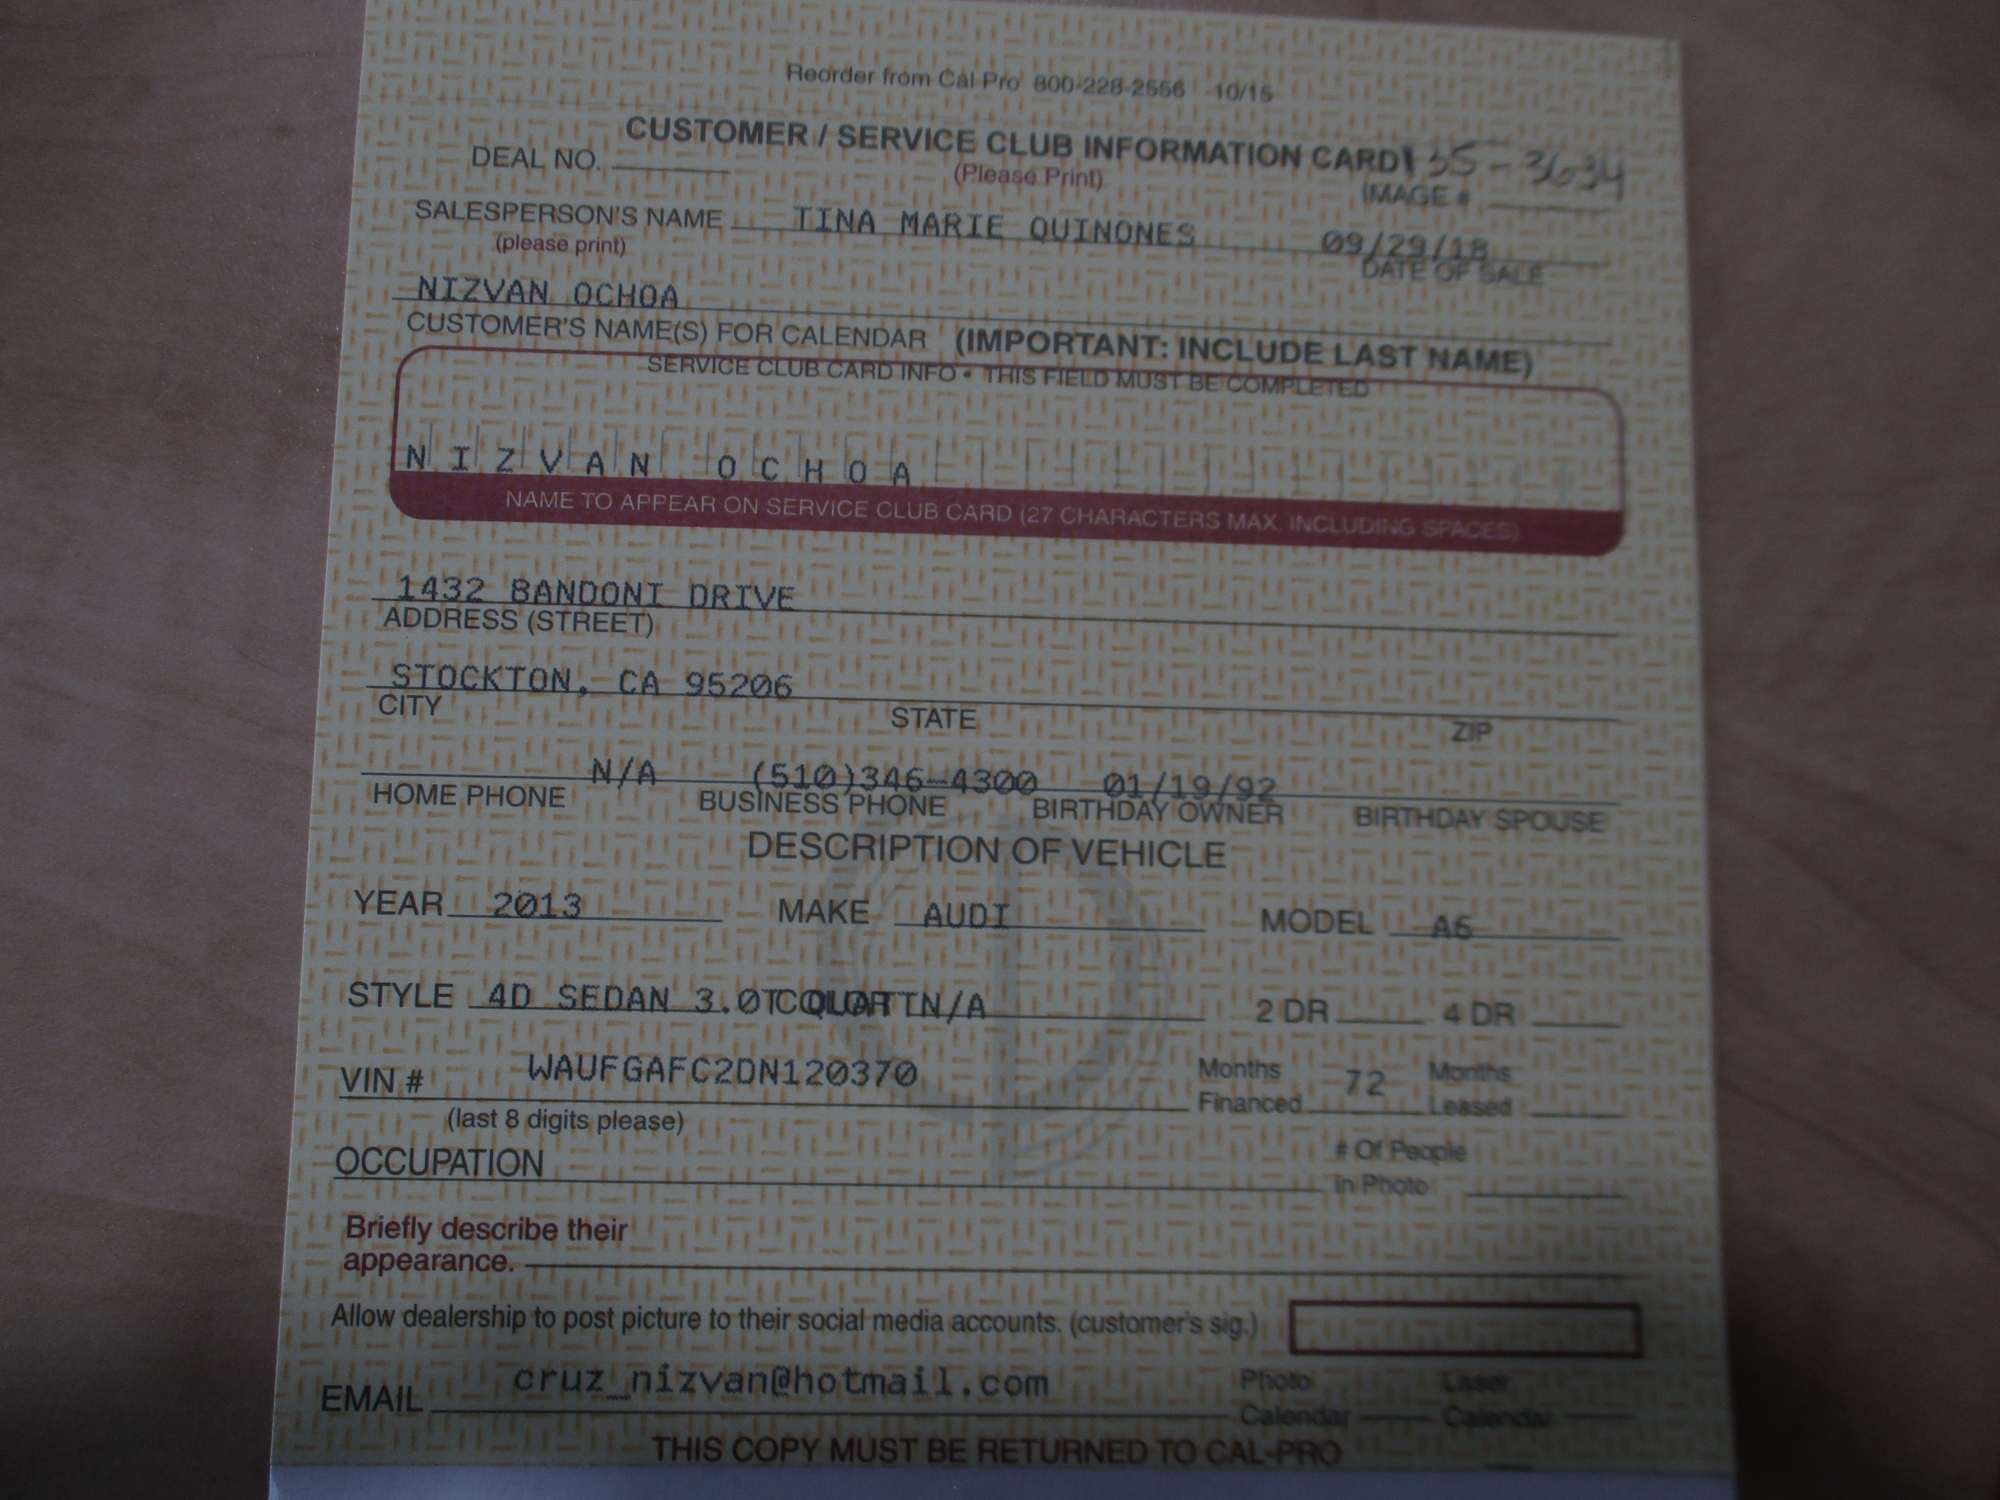 Reorder from Cal Pro 800-228-2556 10/15
CUSTOMER / SERVICE CLUB INFORMATION CARD 135-3634
DEAL NO. (Please Print) IMAGE #
SALESPERSON'S NAME TINA MARIE QUINONES 09/29/18
(please print) DATE OF SALE
NIZVAN OCHOA
CUSTOMER'S NAME(S) FOR CALENDAR (IMPORTANT: INCLUDE LAST NAME)
SERVICE CLUB CARD INFO • THIS FIELD MUST BE COMPLETED
NIZVAN OCHOA
NAME TO APPEAR ON SERVICE CLUB CARD (27 CHARACTERS MAX. INCLUDING SPACES)
1432 BANDONI DRIVE
ADDRESS (STREET)
STOCKTON, CA 95206
CITY STATE ZIP
N/A (510)346-4300 01/19/92
HOME PHONE BUSINESS PHONE BIRTHDAY OWNER BIRTHDAY SPOUSE
DESCRIPTION OF VEHICLE
YEAR 2013 MAKE AUDI MODEL A6
STYLE 4D SEDAN 3.0T COLOR N/A 2 DR 4 DR
VIN # WAUFGAFC2DN120370 Months Financed 72 Months Leased
(last 8 digits please)
OCCUPATION # Of People In Photo
Briefly describe their
appearance.
Allow dealership to post picture to their social media accounts. (customer's sig.)
EMAIL cruz_nizvan@hotmail.com Photo Calendar Laser Calendar
THIS COPY MUST BE RETURNED TO CAL-PRO